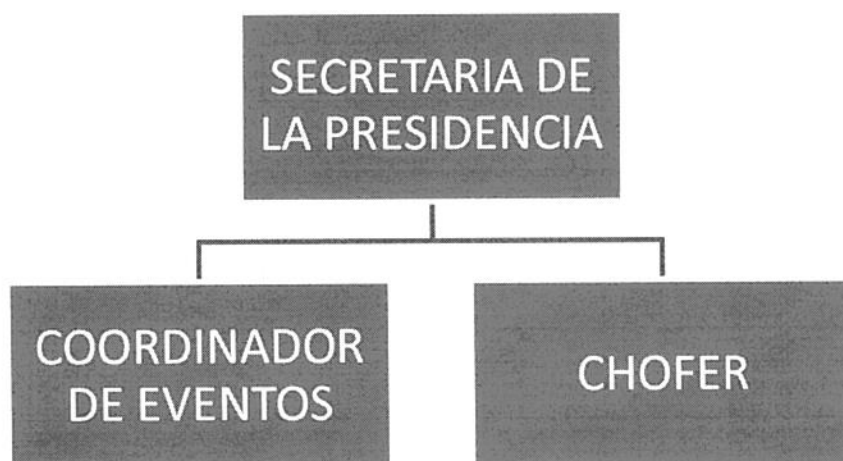 SECRETARIA DE
LA PRESIDENCIA
COORDINADOR
DE EVENTOS
CHOFER